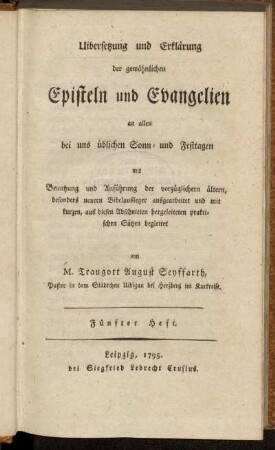 Uibersetzung und Erklärung
der gewöhnlichen
Episteln und Evangelien
an allen
bei uns üblichen Sonn- und Festtagen
mit
Benutzung und Anführung der vorzüglichern ältern,
besonders neuern Bibelausleger ausgearbeitet und mit
kurzen, aus diesen Abschnitten hergeleiteten prakti-
schen Sätzen begleitet
von
M. Traugott August Seyffarth,
Pastor in dem Städtchen Uibigau bei Herzberg im Kurkreise.
Fünfter Heft.
Leipzig, 1795.
bei Siegfried Lebrecht Crusius.